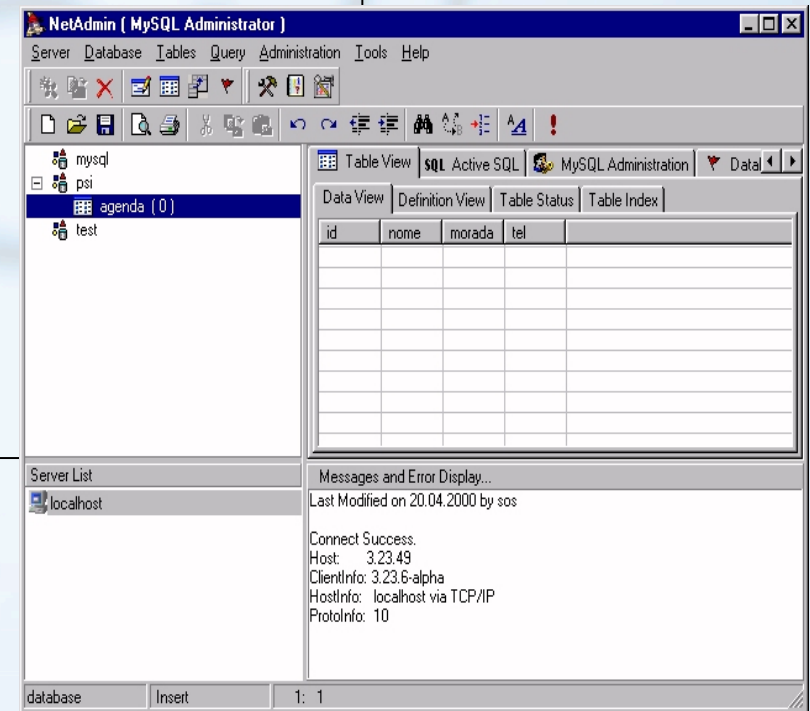 NetAdmin ( MySQL Administrator )
Server Database Tables Query Administration Tools Help
mysql
psi
agenda ( 0 )
test
Table View SQL Active SQL MySQL Administration Data
Data View Definition View Table Status Table Index
id nome morada tel
Server List
localhost
Messages and Error Display...
Last Modified on 20.04.2000 by sos
Connect Success.
Host: 3.23.49
ClientInfo: 3.23.6-alpha
HostInfo: localhost via TCP/IP
ProtoInfo: 10
database Insert 1: 1